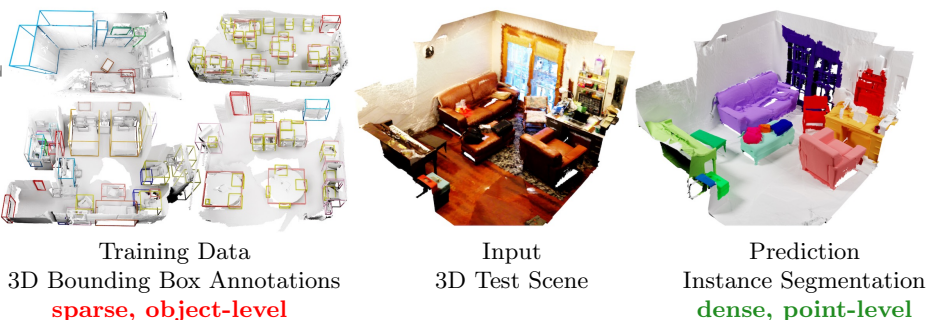 Training Data
3D Bounding Box Annotations
sparse, object-level
Input
3D Test Scene
Prediction
Instance Segmentation
dense, point-level